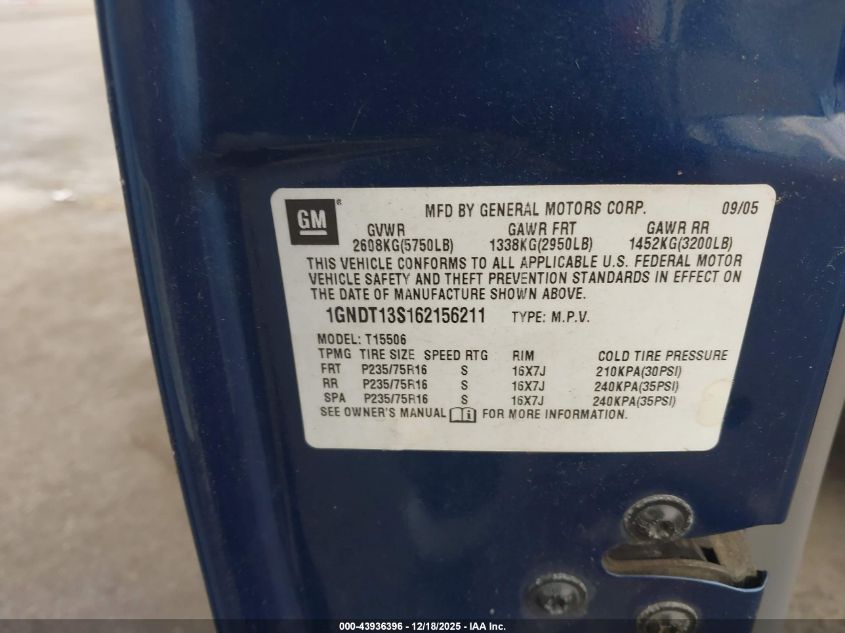 GM ®
MFD BY GENERAL MOTORS CORP. 09/05
GVWR GAWR FRT GAWR RR
2608KG(5750LB) 1338KG(2950LB) 1452KG(3200LB)
THIS VEHICLE CONFORMS TO ALL APPLICABLE U.S. FEDERAL MOTOR
VEHICLE SAFETY AND THEFT PREVENTION STANDARDS IN EFFECT ON
THE DATE OF MANUFACTURE SHOWN ABOVE.
1GNDT13S162156211 TYPE: M.P.V.
MODEL: T15506
TPMG TIRE SIZE SPEED RTG RIM COLD TIRE PRESSURE
FRT P235/75R16 S 16X7J 210KPA(30PSI)
RR P235/75R16 S 16X7J 240KPA(35PSI)
SPA P235/75R16 S 16X7J 240KPA(35PSI)
SEE OWNER'S MANUAL FOR MORE INFORMATION.
000-43936396 - 12/18/2025 - IAA Inc.